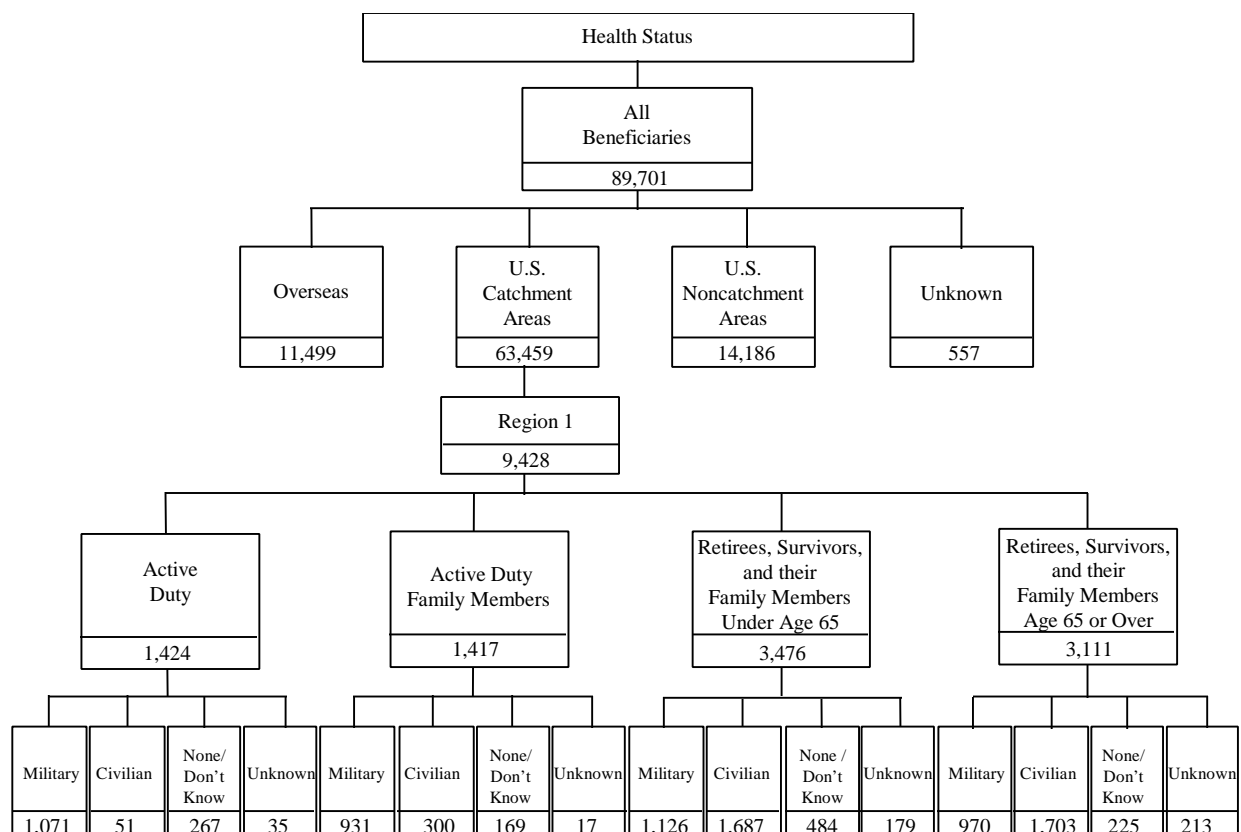 Health Status
All
Beneficiaries
89,701
Overseas
11,499
U.S.
Catchment
Areas
63,459
U.S.
Noncatchment
Areas
14,186
Unknown
557
Region 1
9,428
Active
Duty
1,424
Active Duty
Family Members
1,417
Retirees, Survivors,
and their
Family Members
Under Age 65
3,476
Retirees, Survivors,
and their
Family Members
Age 65 or Over
3,111
Military
1,071
Civilian
51
None/
Don't
Know
267
Unknown
35
Military
931
Civilian
300
None/
Don't
Know
169
Unknown
17
Military
1,126
Civilian
1,687
None /
Don't
Know
484
Unknown
179
Military
970
Civilian
1,703
None/
Don't
Know
225
Unknown
213